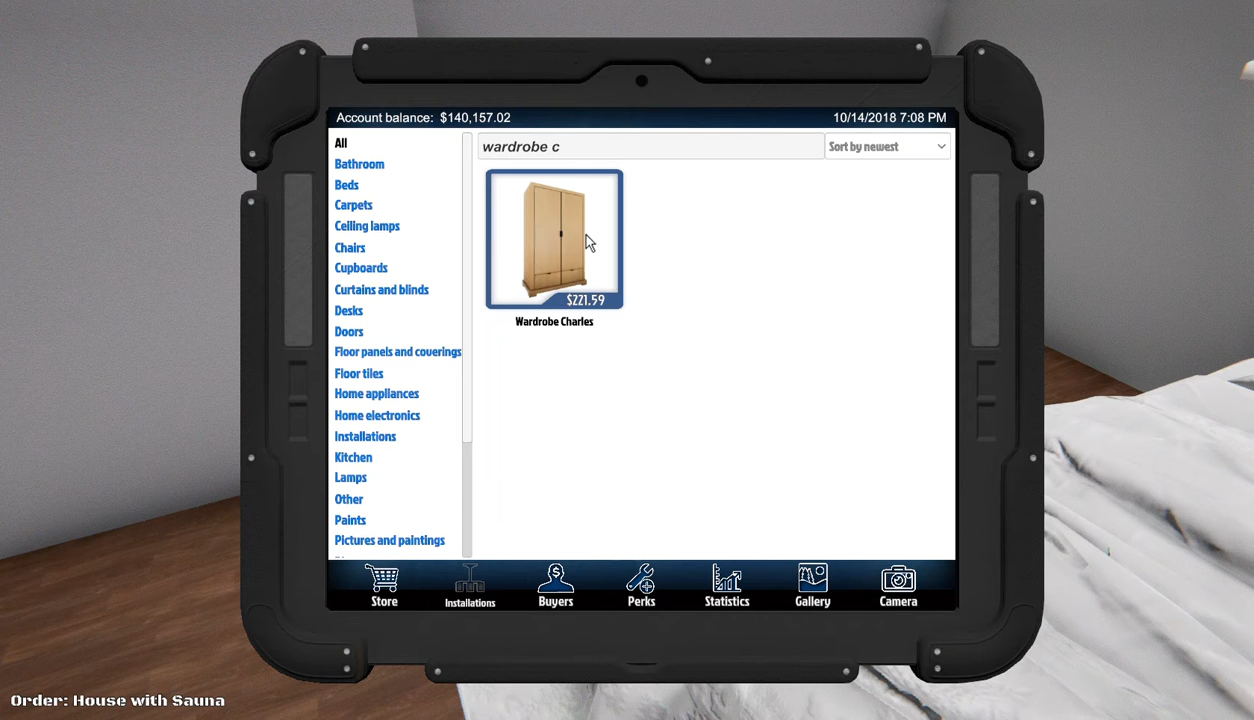 Account balance: $140,157.02
10/14/2018 7:08 PM
All
Bathroom
Beds
Carpets
Ceiling lamps
Chairs
Cupboards
Curtains and blinds
Desks
Doors
Floor panels and coverings
Floor tiles
Home appliances
Home electronics
Installations
Kitchen
Lamps
Other
Paints
Pictures and paintings
wardrobe c
Sort by newest
$221.59
Wardrobe Charles
Store
Installations
Buyers
Perks
Statistics
Gallery
Camera
Order: House with Sauna